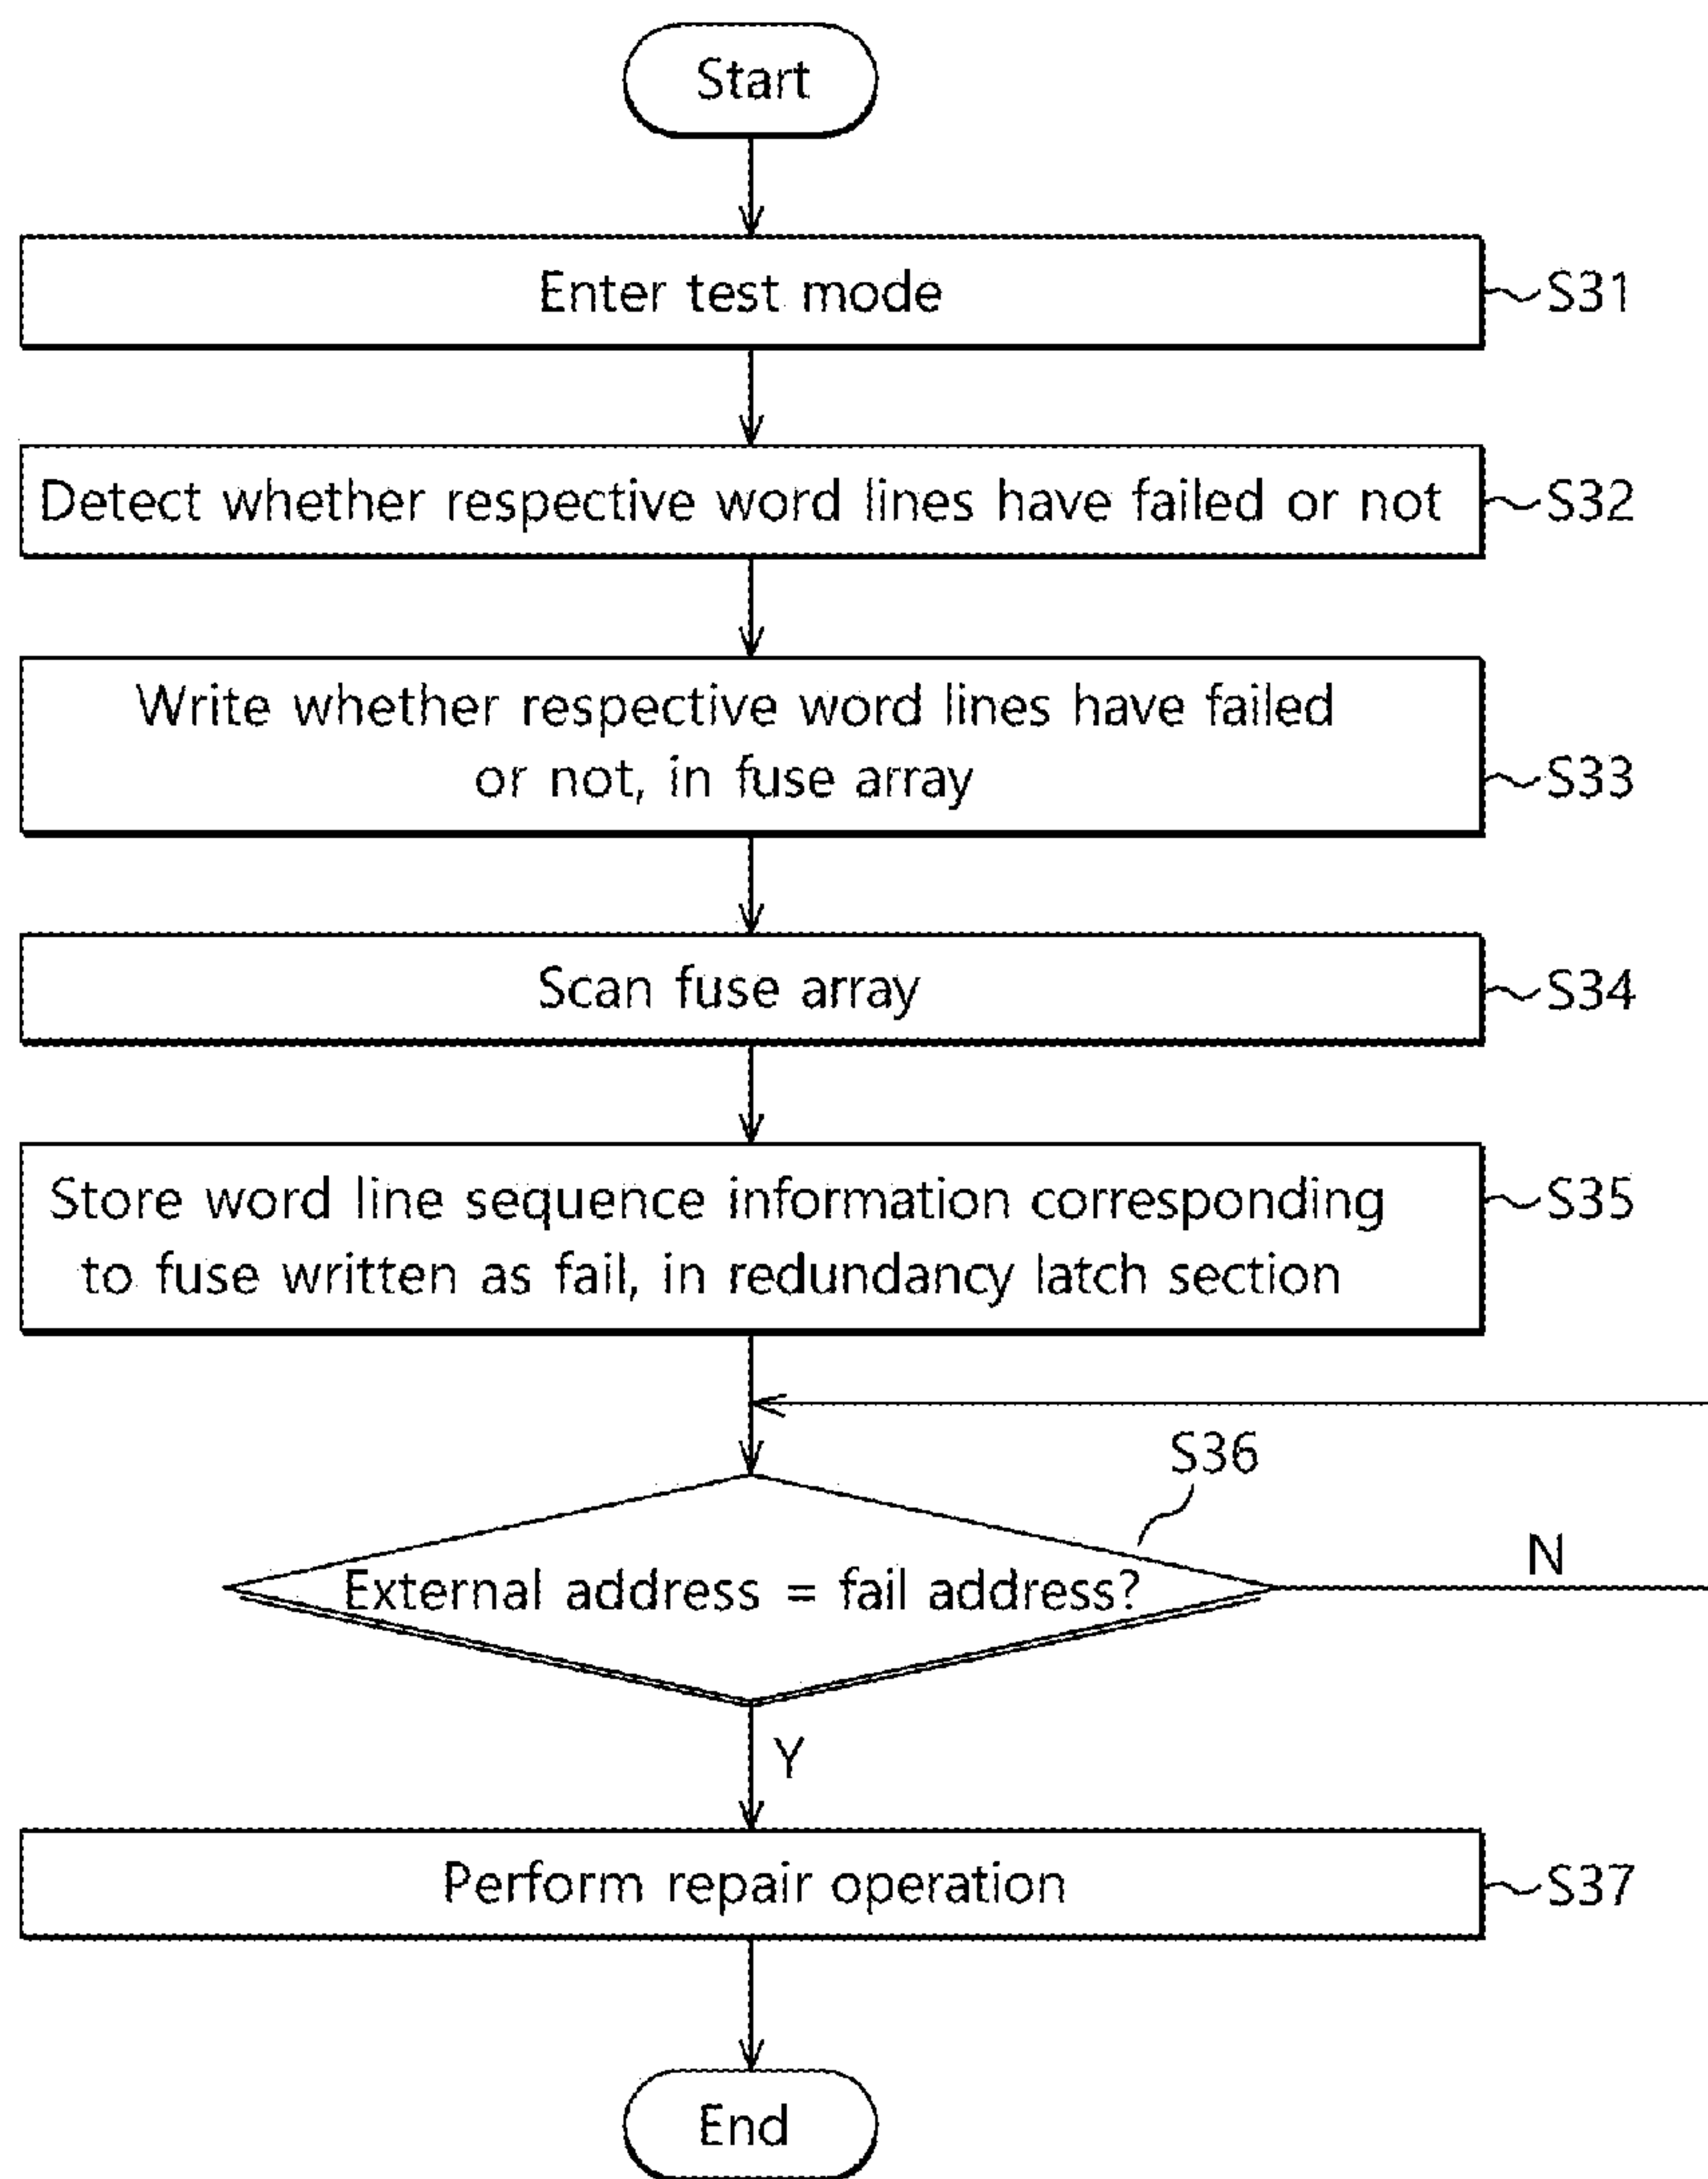 Start
Enter test mode
S31
Detect whether respective word lines have failed or not
S32
Write whether respective word lines have failed
or not, in fuse array
S33
Scan fuse array
S34
Store word line sequence information corresponding
to fuse written as fail, in redundancy latch section
S35
S36
External address = fail address?
N
Y
Perform repair operation
S37
End